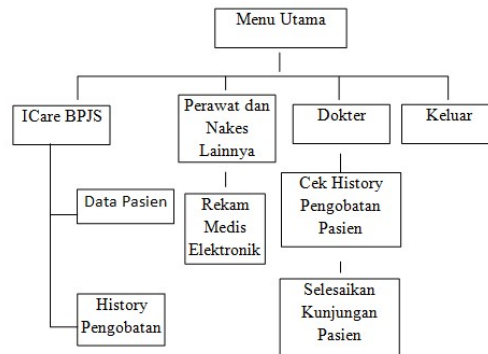 Menu Utama
ICare BPJS
Perawat dan
Nakes
Lainnya
Dokter
Keluar
Data Pasien
Rekam
Medis
Elektronik
Cek History
Pengobatan
Pasien
History
Pengobatan
Selesaikan
Kunjungan
Pasien